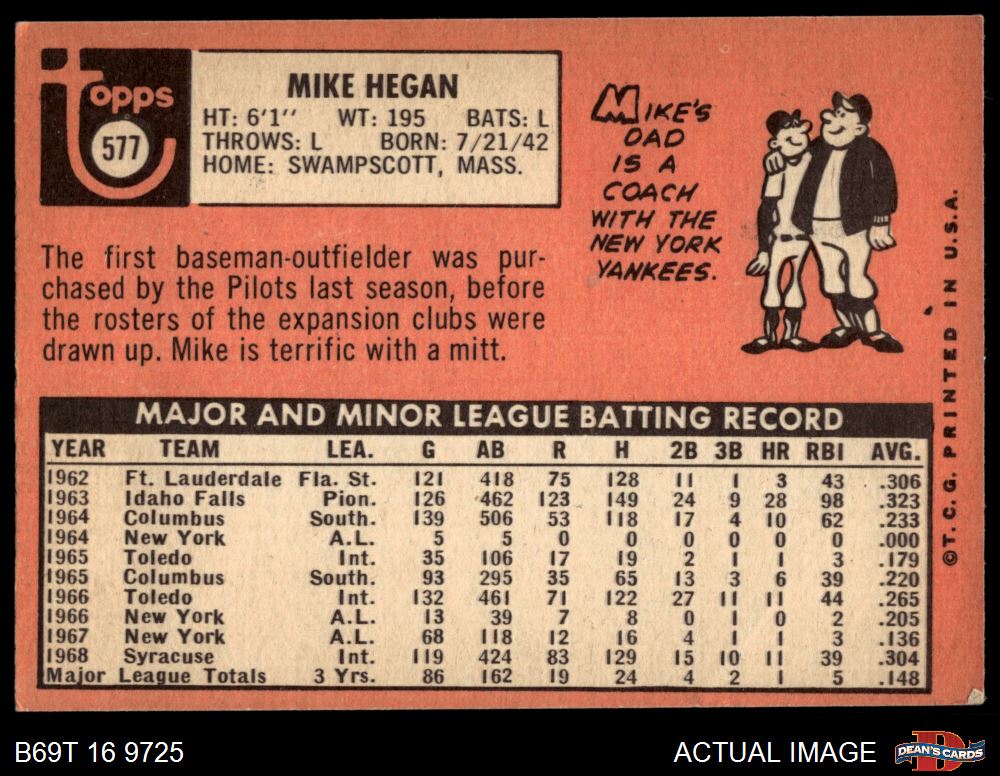 Topps
577
MIKE HEGAN
HT: 6'1'' WT: 195 BATS: L
THROWS: L BORN: 7/21/42
HOME: SWAMPSCOTT, MASS.
MIKE'S
DAD
IS A
COACH
WITH THE
NEW YORK
YANKEES.
The first baseman-outfielder was pur-
chased by the Pilots last season, before
the rosters of the expansion clubs were
drawn up. Mike is terrific with a mitt.
©T.C.G. PRINTED IN U.S.A.
MAJOR AND MINOR LEAGUE BATTING RECORD
YEAR TEAM LEA. G AB R H 2B 3B HR RBI AVG.
1962 Ft. Lauderdale Fla. St. 121 418 75 128 11 1 3 43 .306
1963 Idaho Falls Pion. 126 462 123 149 24 9 28 98 .323
1964 Columbus South. 139 506 53 118 17 4 10 62 .233
1964 New York A.L. 5 5 0 0 0 0 0 0 .000
1965 Toledo Int. 35 106 17 19 2 1 1 3 .179
1965 Columbus South. 93 295 35 65 13 3 6 39 .220
1966 Toledo Int. 132 461 71 122 27 11 11 44 .265
1966 New York A.L. 13 39 7 8 0 1 0 2 .205
1967 New York A.L. 68 118 12 16 4 1 1 3 .136
1968 Syracuse Int. 119 424 83 129 15 10 11 39 .304
Major League Totals 3 Yrs. 86 162 19 24 4 2 1 5 .148
B69T 16 9725
ACTUAL IMAGE
DEAN'S CARDS